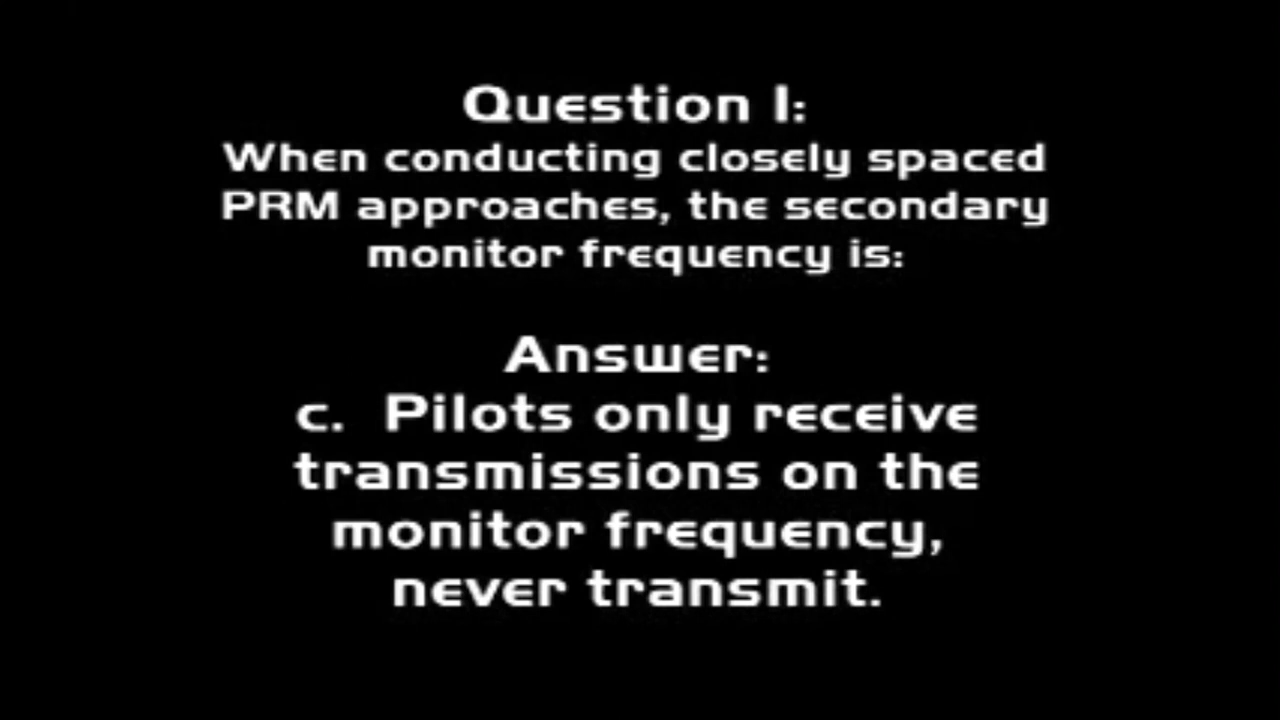 Question 1:
When conducting closely spaced
PRM approaches, the secondary
monitor frequency is:
Answer:
c. Pilots only receive
transmissions on the
monitor frequency,
never transmit.